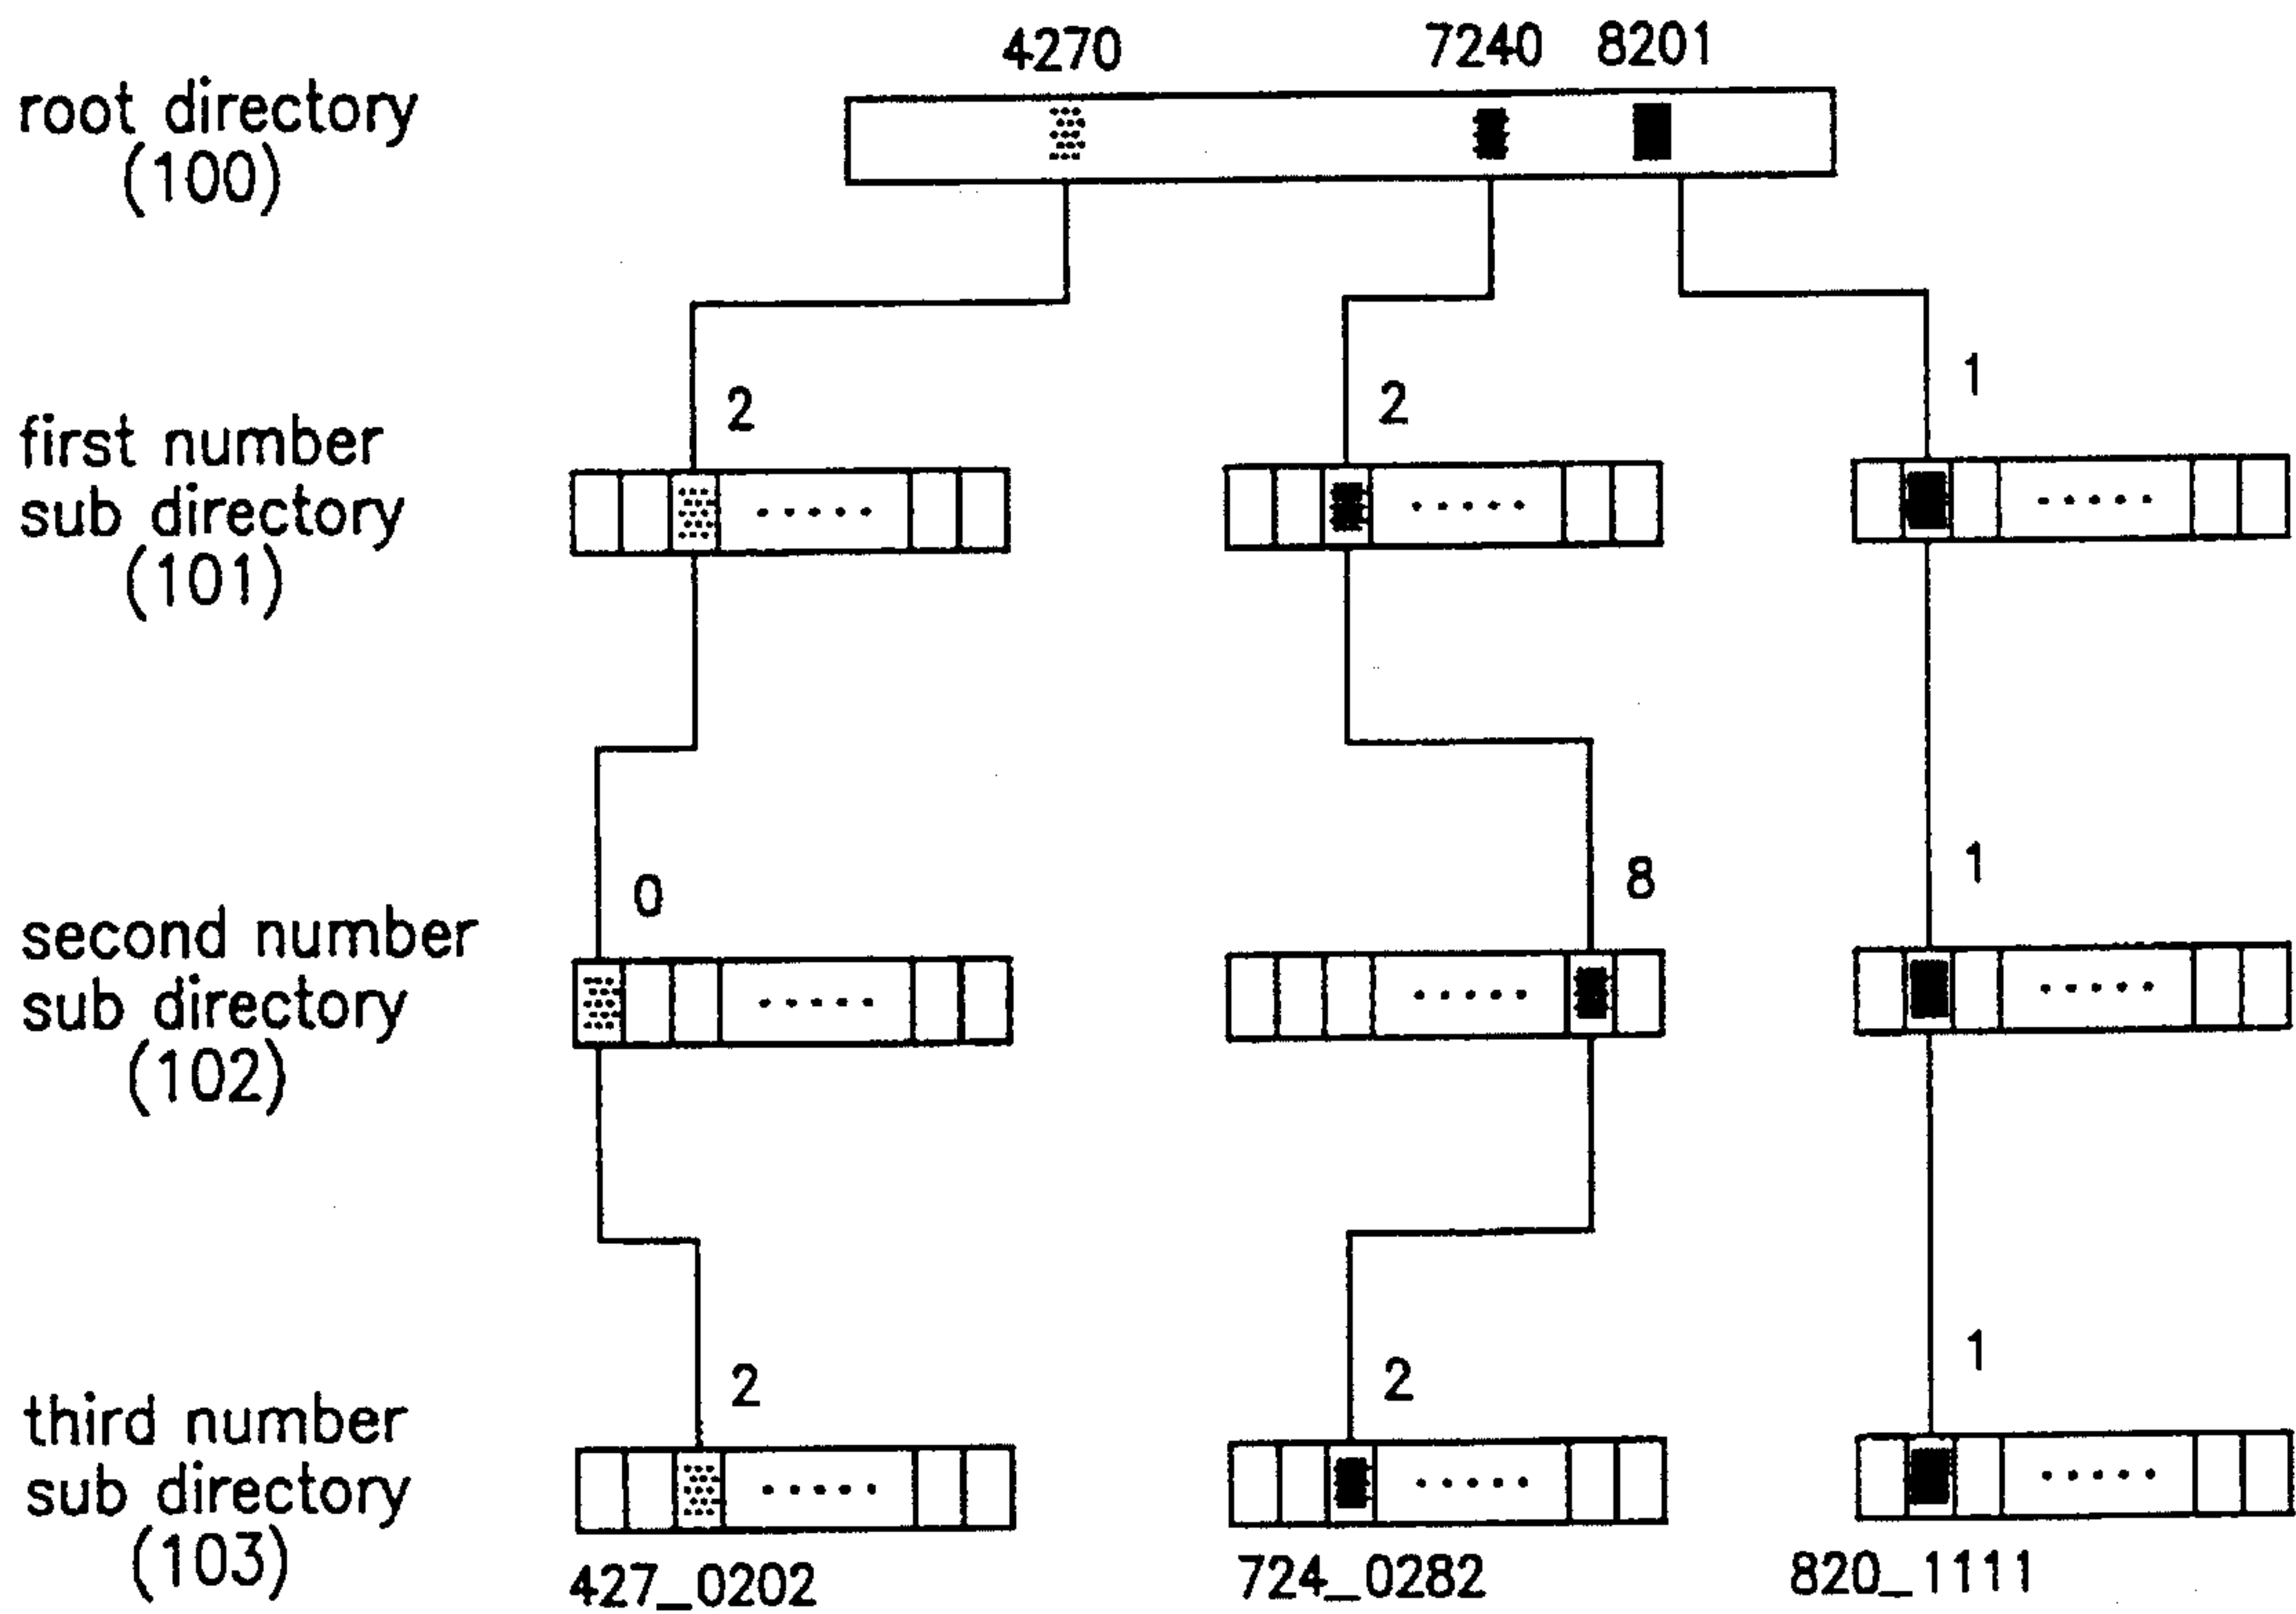 4270 7240 8201
root directory
(100)
2 2 1
first number
sub directory
(101)
0 8 1
second number
sub directory
(102)
2 2 1
third number
sub directory
(103)
427_0202 724_0282 820_1111